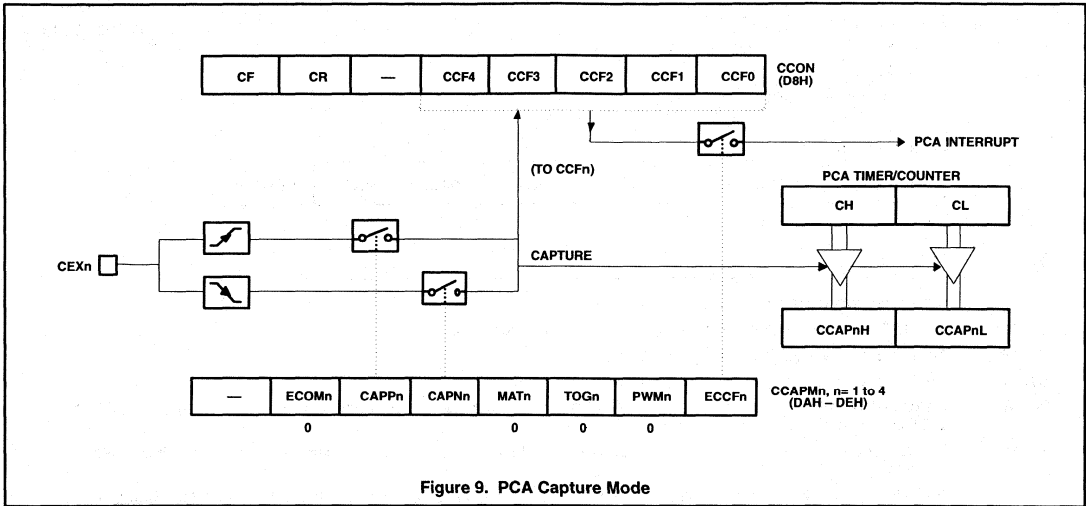 CF CR — CCF4 CCF3 CCF2 CCF1 CCF0
CCON
(D8H)
PCA INTERRUPT
(TO CCFn)
PCA TIMER/COUNTER
CH CL
CEXn
CAPTURE
CCAPnH CCAPnL
— ECOMn CAPPn CAPNn MATn TOGn PWMn ECCFn
CCAPMn, n= 1 to 4
(DAH – DEH)
0 0 0 0
Figure 9. PCA Capture Mode